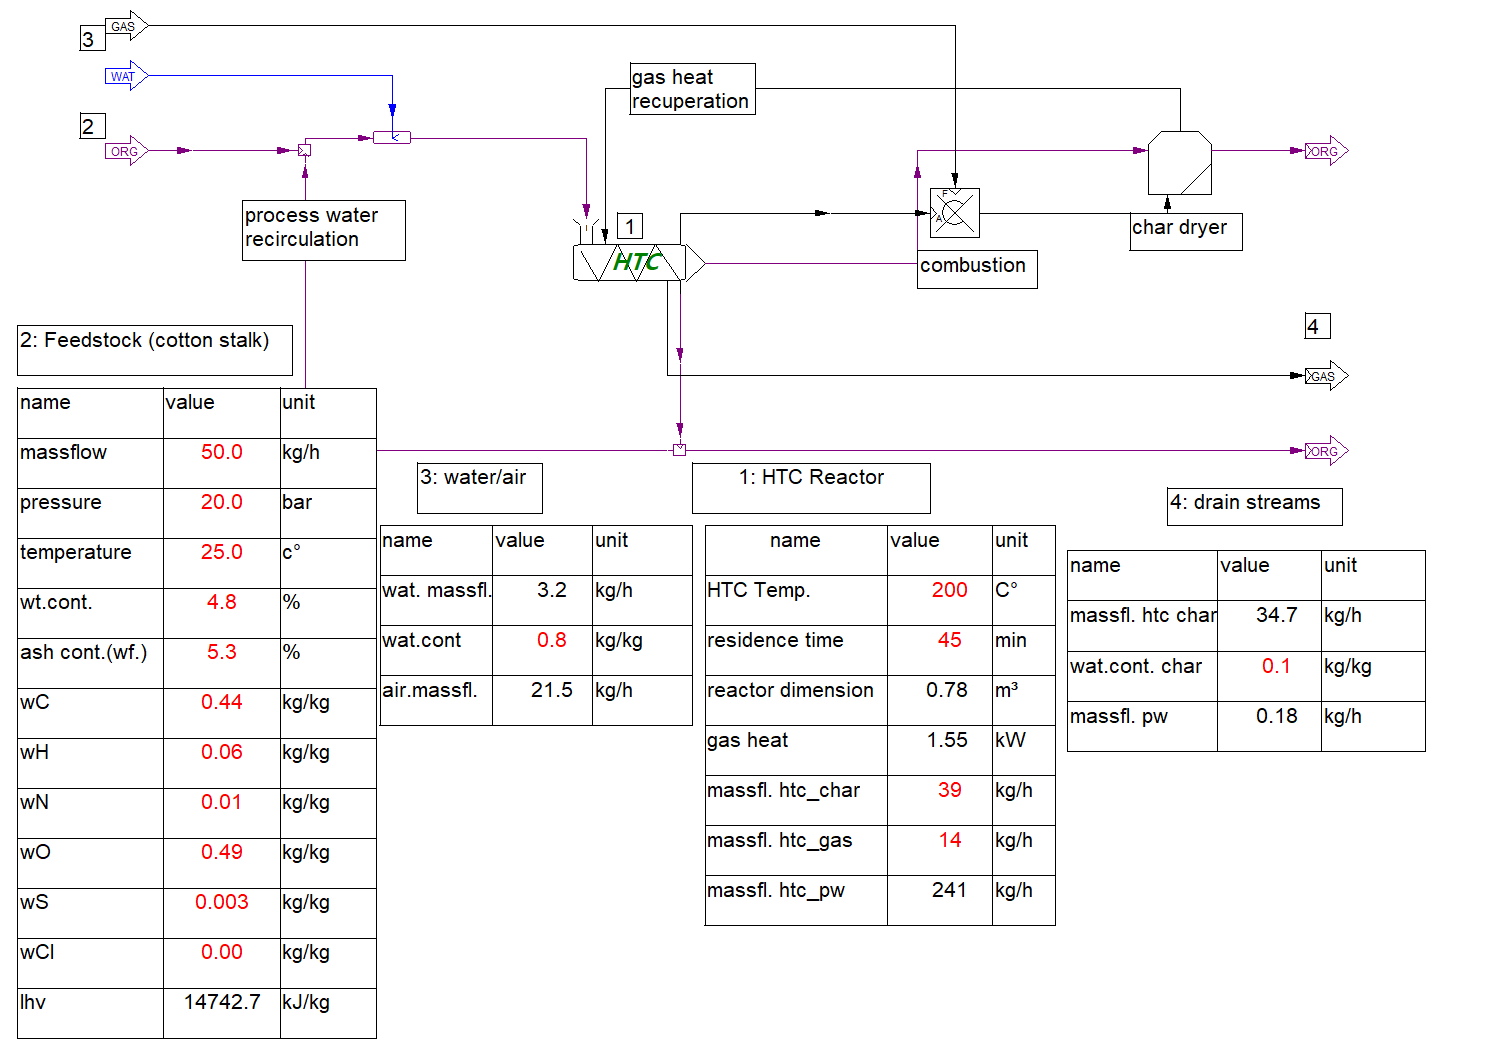 3
GAS
WAT
2
ORG
gas heat
recuperation
ORG
process water
recirculation
1
HTC
F
A
char dryer
combustion
4
GAS
ORG
2: Feedstock (cotton stalk)
name value unit
massflow 50.0 kg/h
pressure 20.0 bar
temperature 25.0 c°
wt.cont. 4.8 %
ash cont.(wf.) 5.3 %
wC 0.44 kg/kg
wH 0.06 kg/kg
wN 0.01 kg/kg
wO 0.49 kg/kg
wS 0.003 kg/kg
wCl 0.00 kg/kg
lhv 14742.7 kJ/kg
3: water/air
name value unit
wat. massfl. 3.2 kg/h
wat.cont 0.8 kg/kg
air.massfl. 21.5 kg/h
1: HTC Reactor
name value unit
HTC Temp. 200 C°
residence time 45 min
reactor dimension 0.78 m³
gas heat 1.55 kW
massfl. htc_char 39 kg/h
massfl. htc_gas 14 kg/h
massfl. htc_pw 241 kg/h
4: drain streams
name value unit
massfl. htc char 34.7 kg/h
wat.cont. char 0.1 kg/kg
massfl. pw 0.18 kg/h